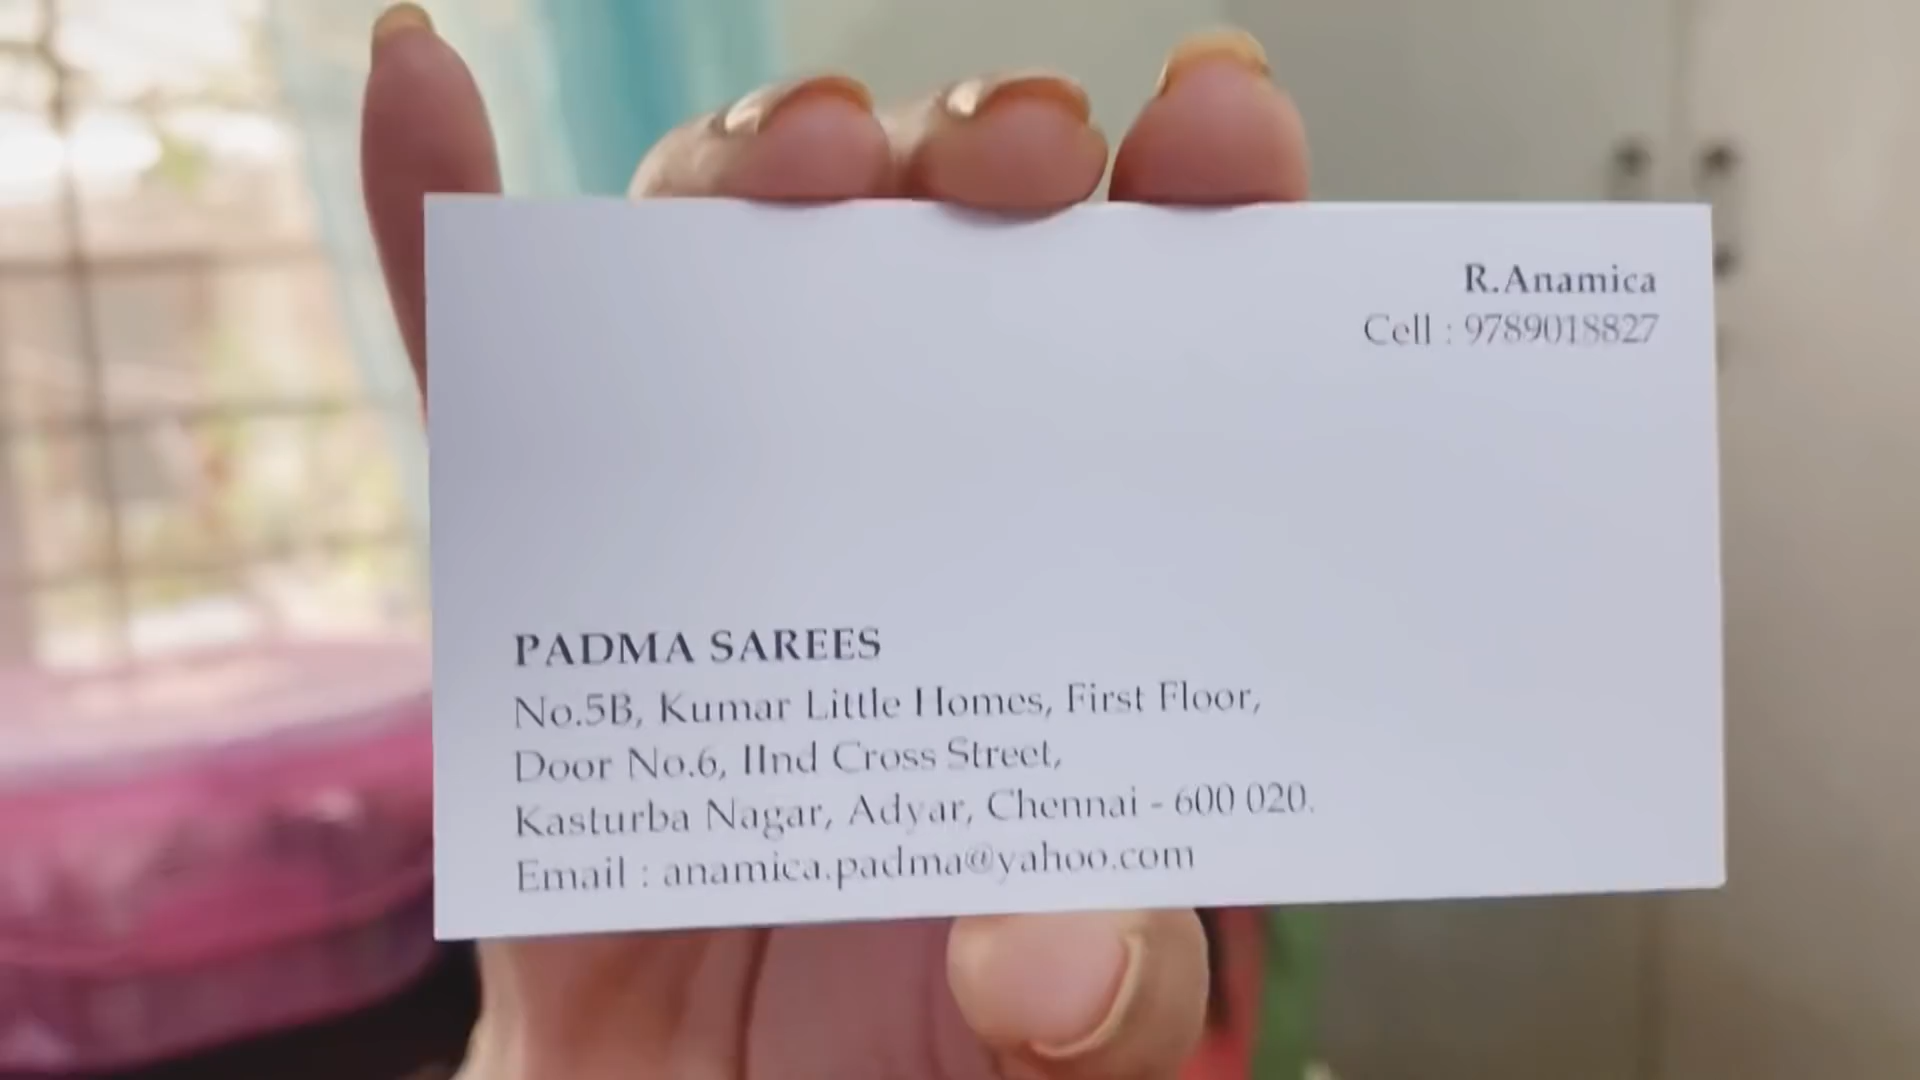 R.Anamica
Cell : 9789018827
PADMA SAREES
No.5B, Kumar Little Homes, First Floor,
Door No.6, IInd Cross Street,
Kasturba Nagar, Adyar, Chennai - 600 020.
Email : anamica.padma@yahoo.com